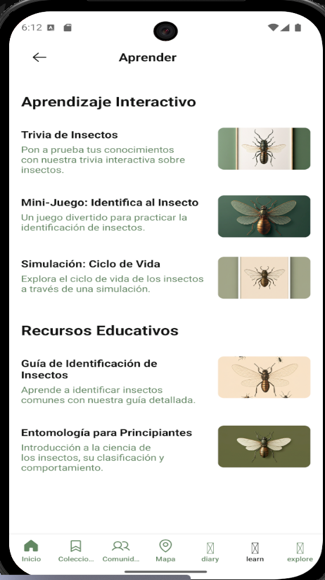 6:12
Aprender
Aprendizaje Interactivo
Trivia de Insectos
Pon a prueba tus conocimientos
con nuestra trivia interactiva sobre
insectos.
Mini-Juego: Identifica al Insecto
Un juego divertido para practicar la
identificación de insectos.
Simulación: Ciclo de Vida
Explora el ciclo de vida de los insectos
a través de una simulación.
Recursos Educativos
Guía de Identificación de
Insectos
Aprende a identificar insectos
comunes con nuestra guía detallada.
Entomología para Principiantes
Introducción a la ciencia de
los insectos, su clasificación y
comportamiento.
Inicio Coleccio... Comunid... Mapa diary learn explore